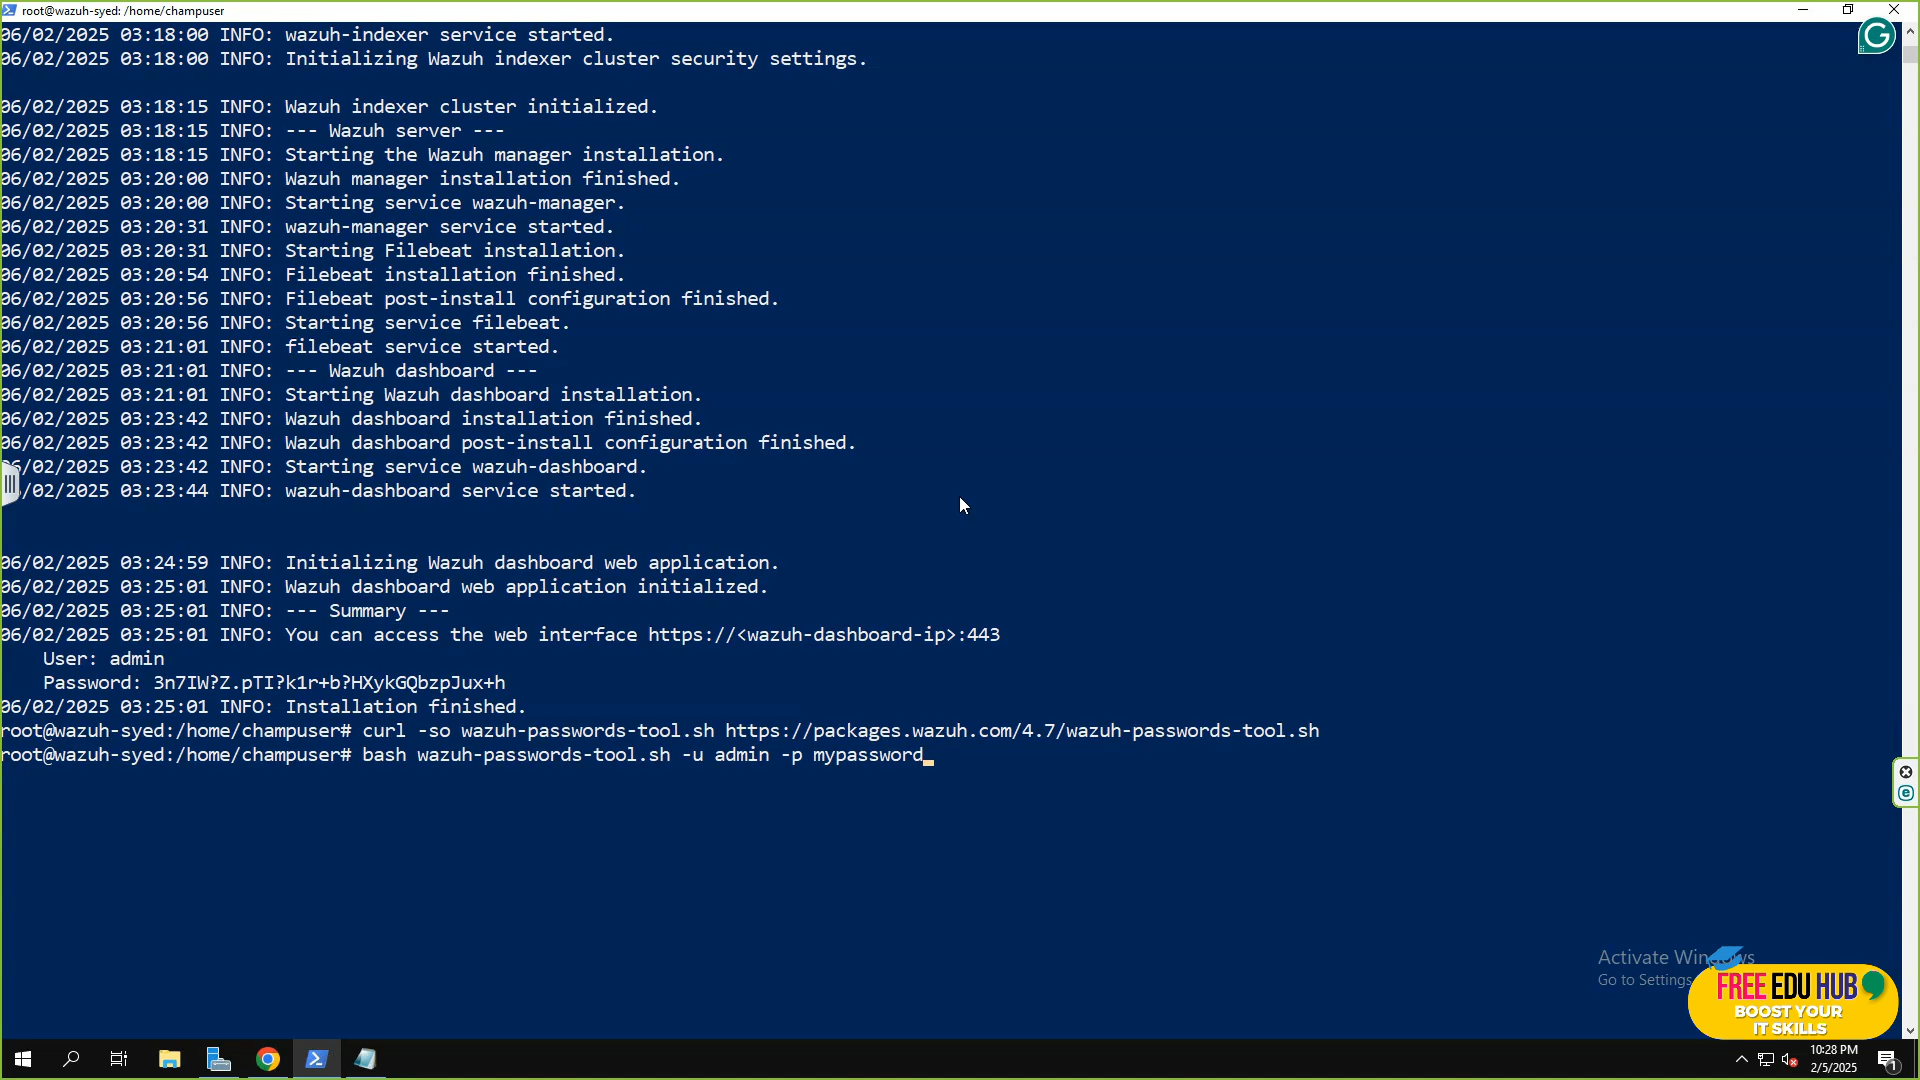 root@wazuh-syed: /home/champuser
06/02/2025 03:18:00 INFO: wazuh-indexer service started.
06/02/2025 03:18:00 INFO: Initializing Wazuh indexer cluster security settings.
06/02/2025 03:18:15 INFO: Wazuh indexer cluster initialized.
06/02/2025 03:18:15 INFO: --- Wazuh server ---
06/02/2025 03:18:15 INFO: Starting the Wazuh manager installation.
06/02/2025 03:20:00 INFO: Wazuh manager installation finished.
06/02/2025 03:20:00 INFO: Starting service wazuh-manager.
06/02/2025 03:20:31 INFO: wazuh-manager service started.
06/02/2025 03:20:31 INFO: Starting Filebeat installation.
06/02/2025 03:20:54 INFO: Filebeat installation finished.
06/02/2025 03:20:56 INFO: Filebeat post-install configuration finished.
06/02/2025 03:20:56 INFO: Starting service filebeat.
06/02/2025 03:21:01 INFO: filebeat service started.
06/02/2025 03:21:01 INFO: --- Wazuh dashboard ---
06/02/2025 03:21:01 INFO: Starting Wazuh dashboard installation.
06/02/2025 03:23:42 INFO: Wazuh dashboard installation finished.
06/02/2025 03:23:42 INFO: Wazuh dashboard post-install configuration finished.
/02/2025 03:23:42 INFO: Starting service wazuh-dashboard.
/02/2025 03:23:44 INFO: wazuh-dashboard service started.
06/02/2025 03:24:59 INFO: Initializing Wazuh dashboard web application.
06/02/2025 03:25:01 INFO: Wazuh dashboard web application initialized.
06/02/2025 03:25:01 INFO: --- Summary ---
06/02/2025 03:25:01 INFO: You can access the web interface https://<wazuh-dashboard-ip>:443
User: admin
Password: 3n7IW?Z.pTI?k1r+b?HXykGQbzpJux+h
06/02/2025 03:25:01 INFO: Installation finished.
root@wazuh-syed:/home/champuser# curl -so wazuh-passwords-tool.sh https://packages.wazuh.com/4.7/wazuh-passwords-tool.sh
root@wazuh-syed:/home/champuser# bash wazuh-passwords-tool.sh -u admin -p mypassword
Activate Windows
Go to Settings
FREE EDU HUB
BOOST YOUR
IT SKILLS
10:28 PM
2/5/2025
1